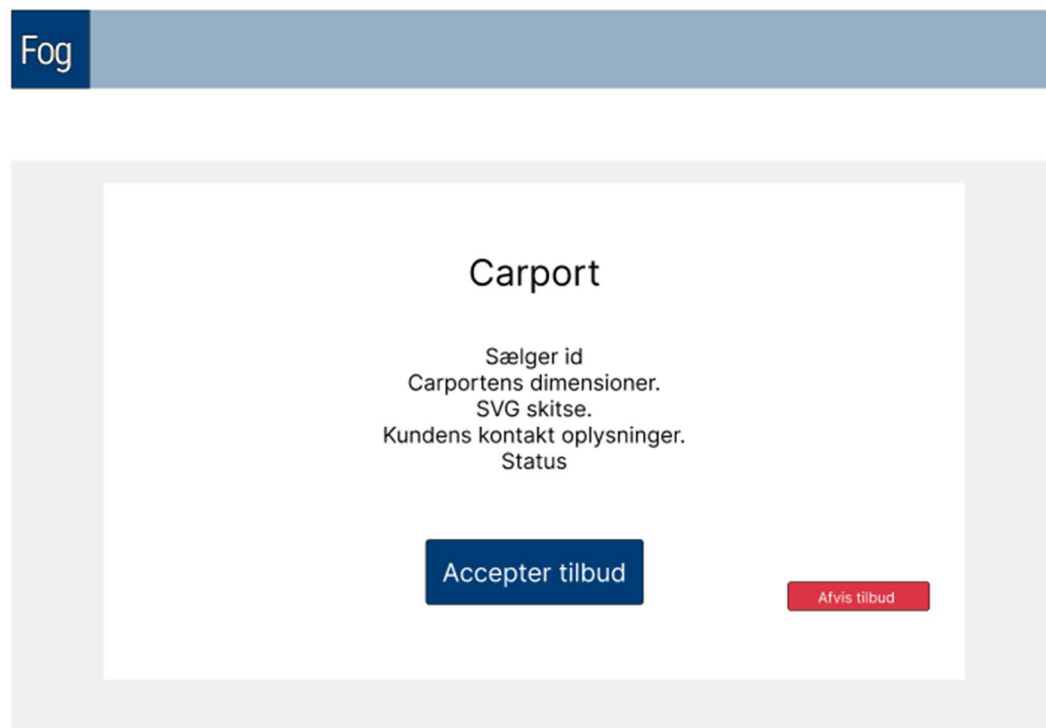 Fog
Carport
Sælger id
Carportens dimensioner.
SVG skitse.
Kundens kontakt oplysninger.
Status
Accepter tilbud
Afvis tilbud